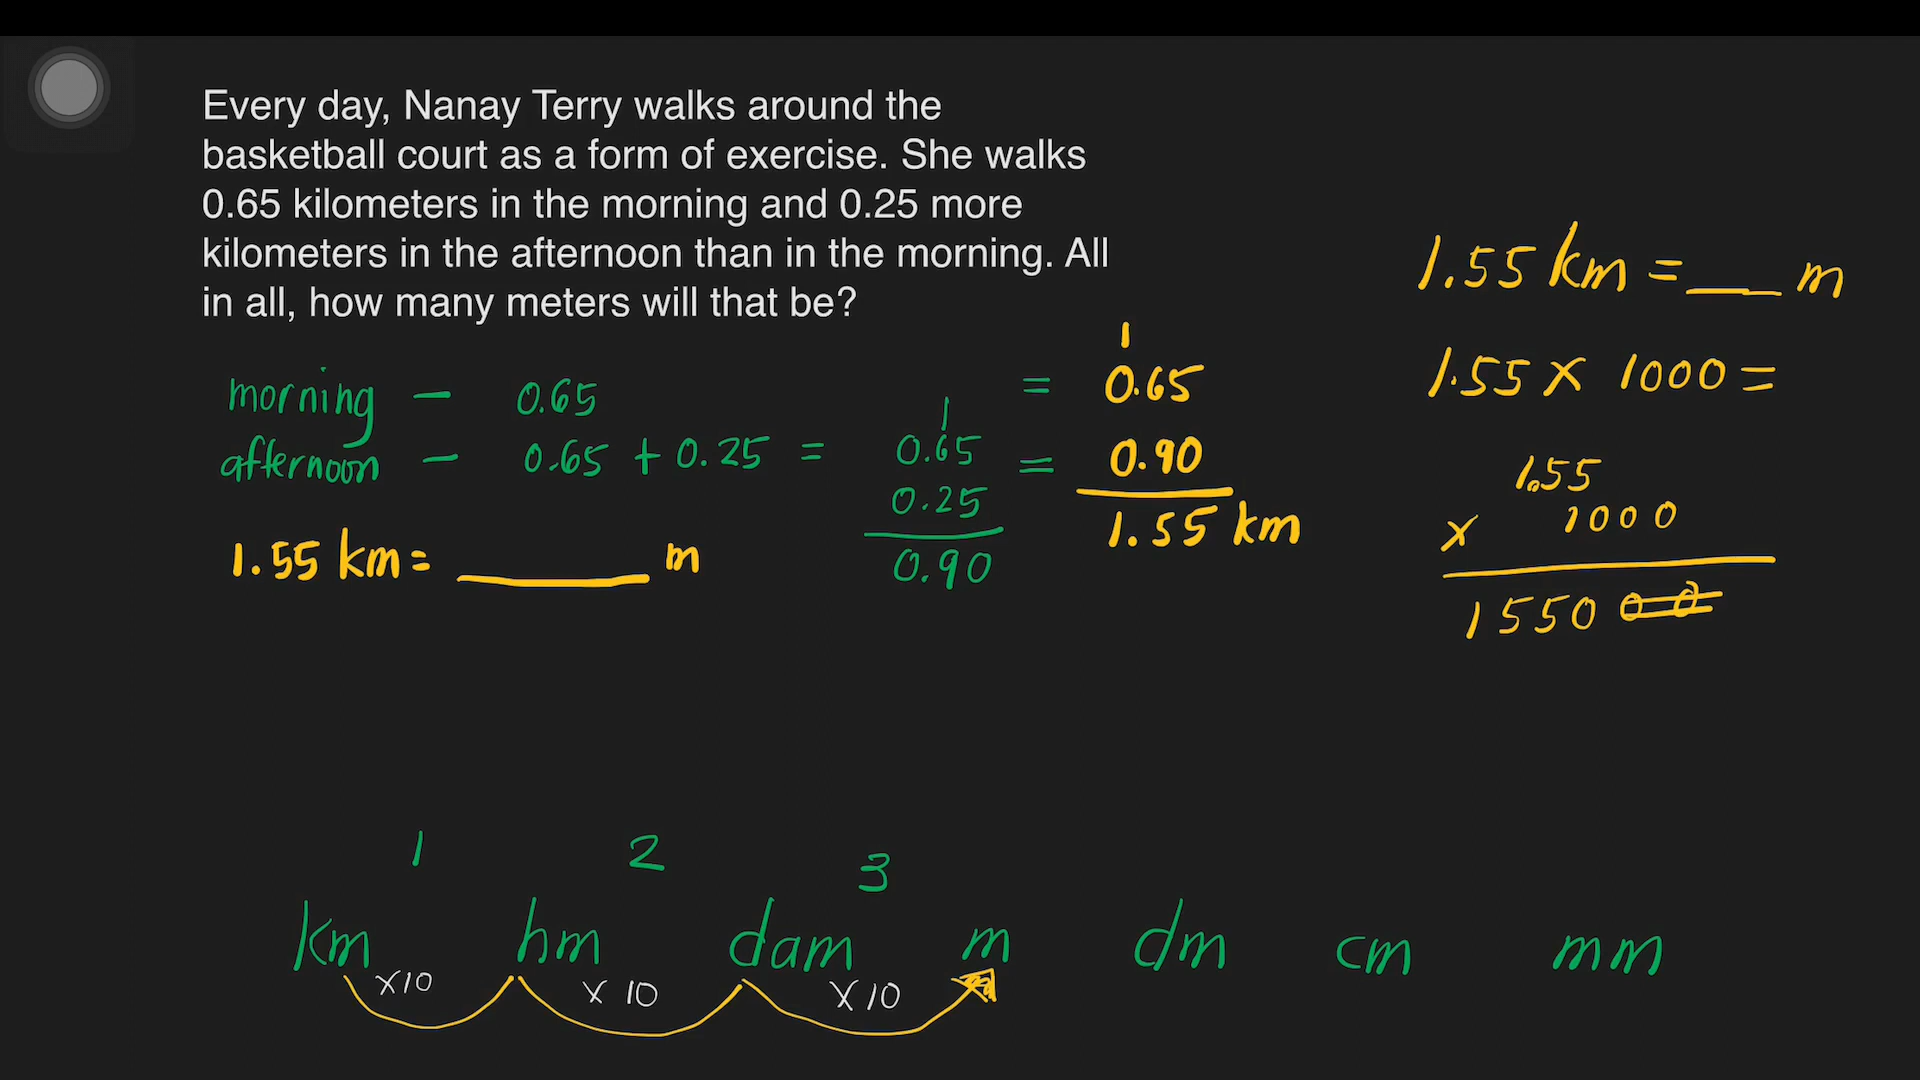 Every day, Nanay Terry walks around the
basketball court as a form of exercise. She walks
0.65 kilometers in the morning and 0.25 more
kilometers in the afternoon than in the morning. All
in all, how many meters will that be?
morning - 0.65
afternoon - 0.65 + 0.25 =
1.55 km = ______ m
1
0.65
0.25
0.90
1
= 0.65
= 0.90
1.55 km
1.55 km = ___ m
1.55 x 1000 =
1.55
x 1000
155000
1 2 3
km hm dam m dm cm mm
x10 x10 x10